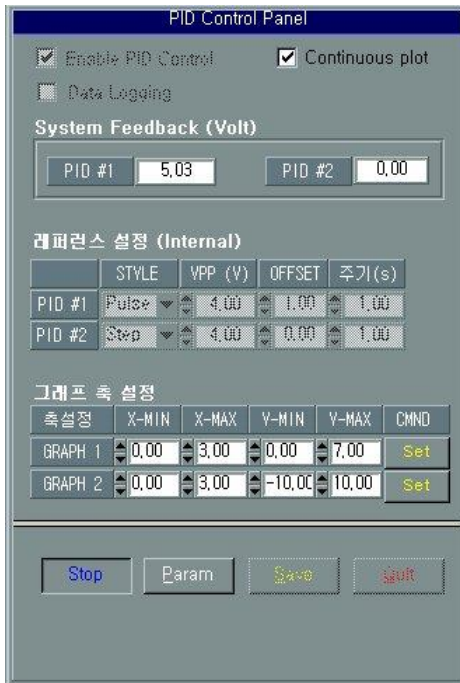 PID Control Panel
Enable PID Control Continuous plot
Data Logging
System Feedback (Volt)
PID #1 5,03 PID #2 0,00
레퍼런스 설정 (Internal)
STYLE VPP (V) OFFSET 주기(s)
PID #1 Pulse 4,00 1,00 1,00
PID #2 Step 4,00 0,00 1,00
그래프 축 설정
축설정 X-MIN X-MAX Y-MIN Y-MAX CMND
GRAPH 1 0,00 3,00 0,00 7,00 Set
GRAPH 2 0,00 3,00 -10,00 10,00 Set
Stop Param Save Quit